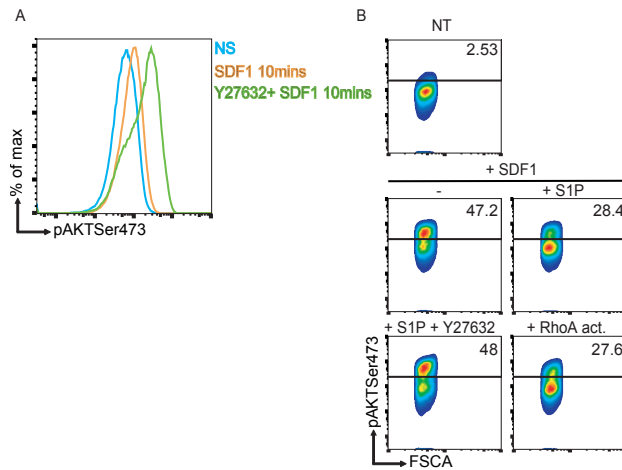 A
NS
SDF1 10mins
Y27632+ SDF1 10mins
% of max
pAKTSer473
B
NT
2.53
+ SDF1
-
+ S1P
47.2
28.4
+ S1P + Y27632
+ RhoA act.
48
27.6
pAKTSer473
FSCA